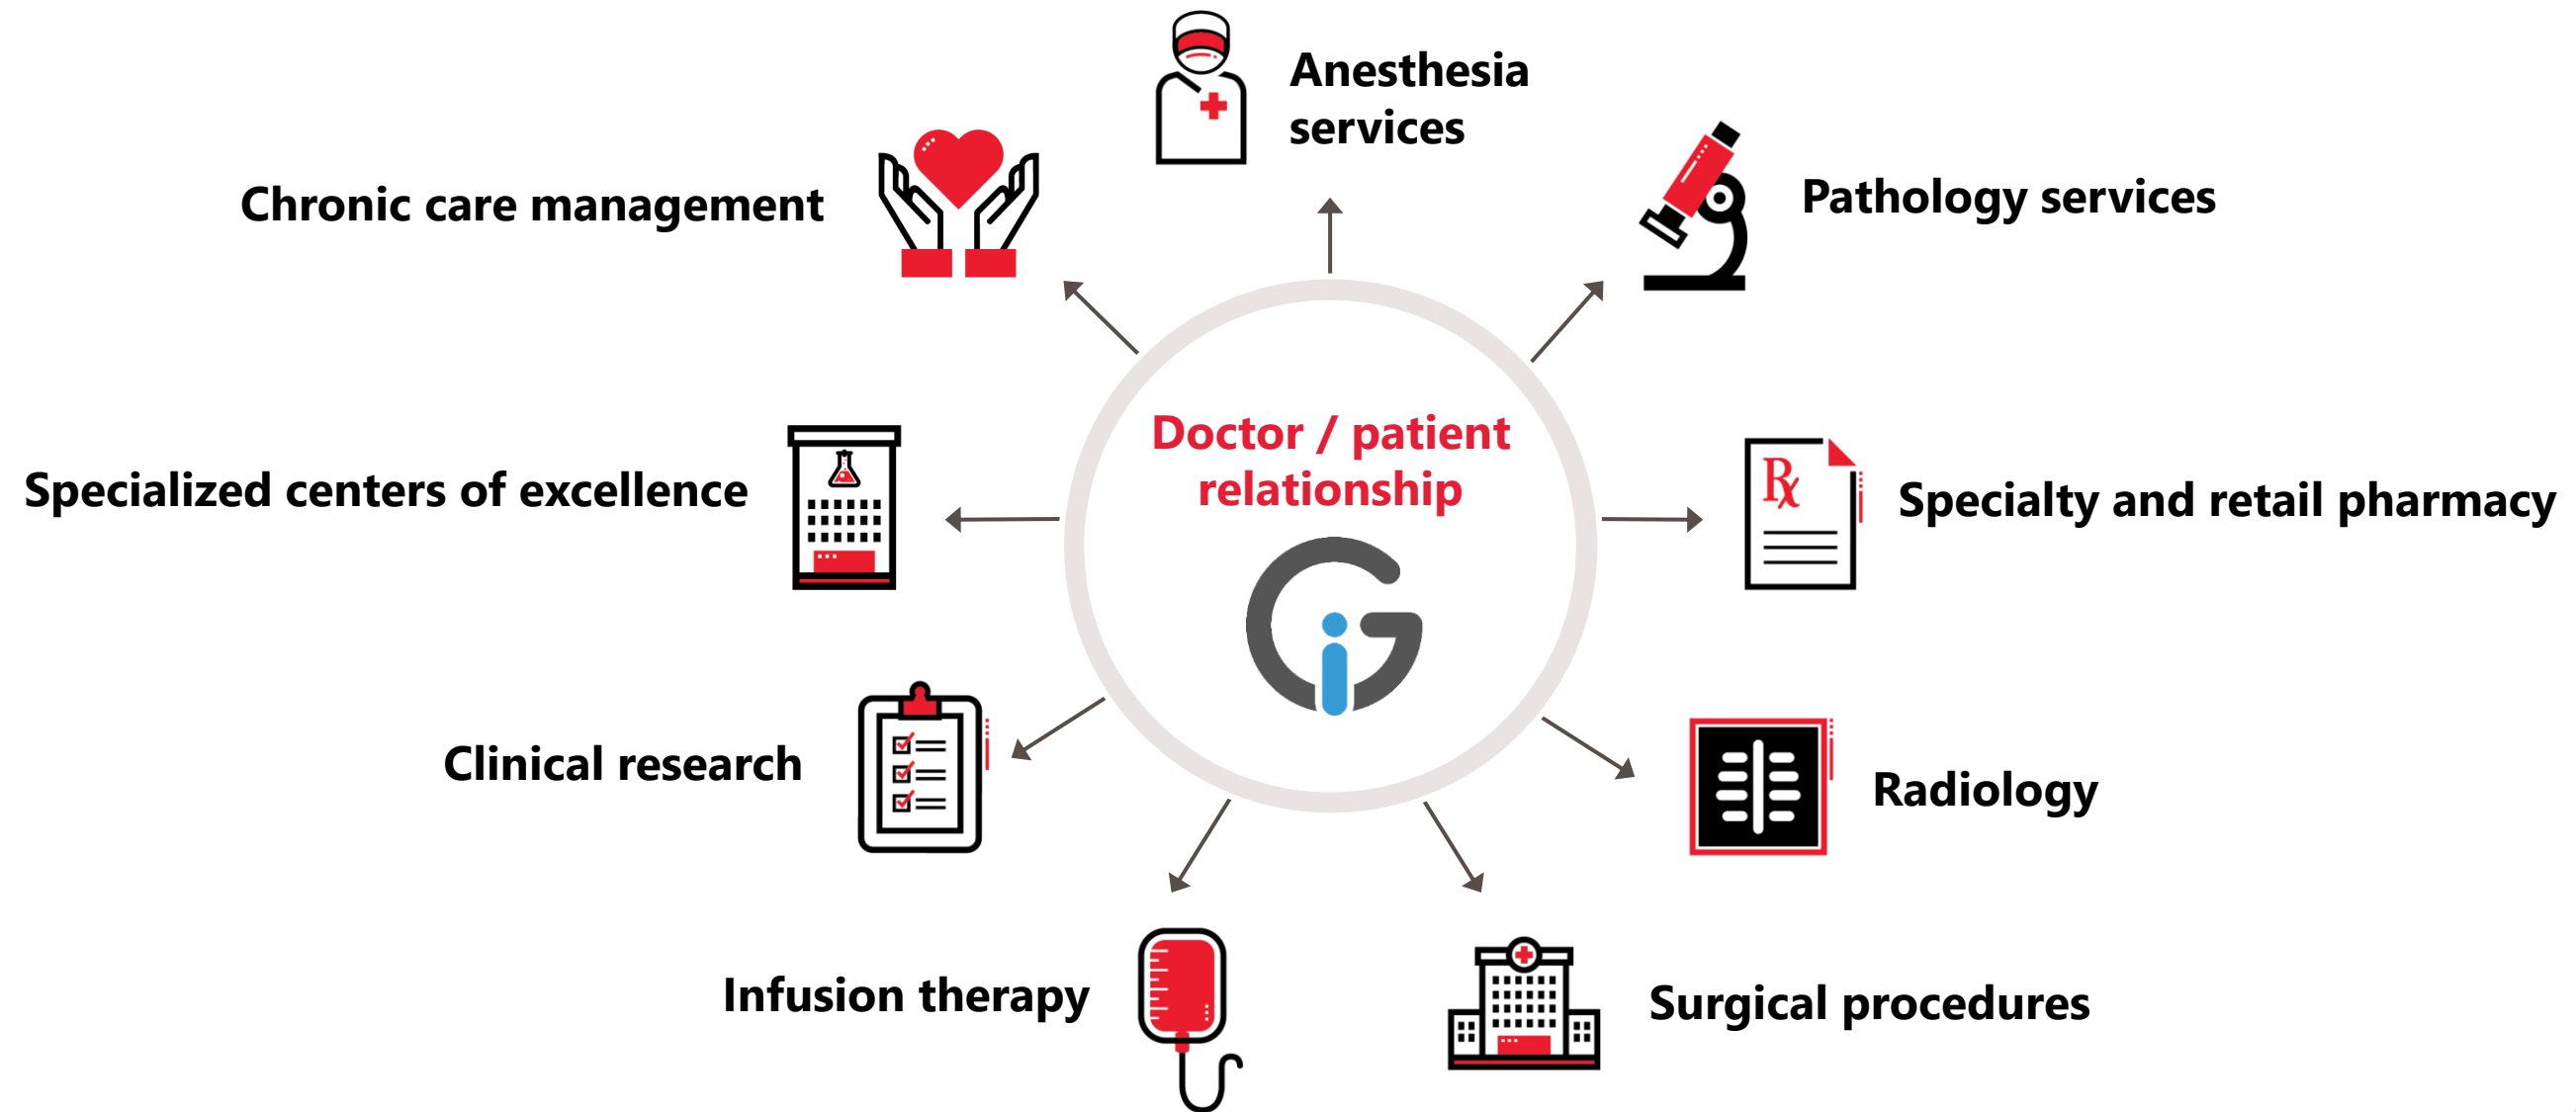 Anesthesia
services
Chronic care management
Pathology services
Doctor / patient
relationship
Specialized centers of excellence
Rx
Specialty and retail pharmacy
Gi
Clinical research
Radiology
Infusion therapy
Surgical procedures